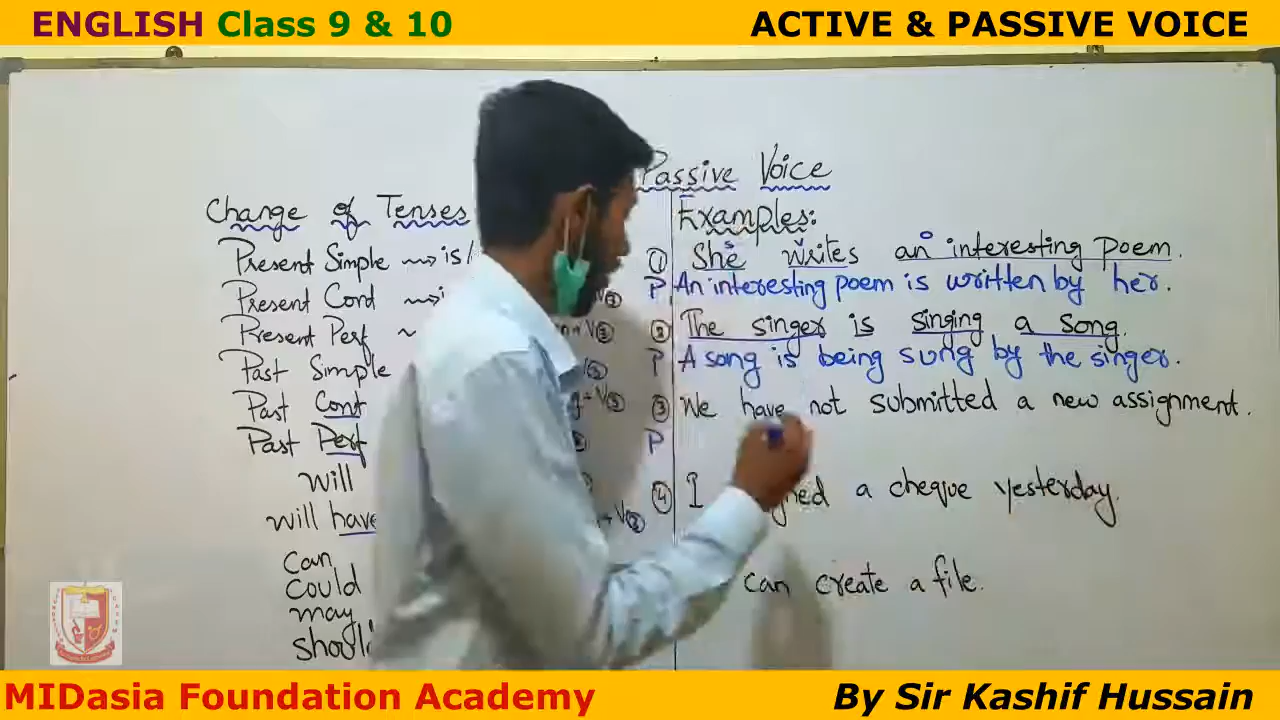 ENGLISH Class 9 & 10
ACTIVE & PASSIVE VOICE
Passive Voice
Change of Tenses
Present Simple → is/
Present Cont →
Present Perf
Past Simple
Past Cont
Past Perf
will
will have
Can
Could
may
Examples:
① She writes an interesting poem.
P An interesting poem is written by her.
② The singer is singing a song.
P A song is being sung by the singer.
③ We have not submitted a new assignment.
P
④ I a cheque yesterday.
can create a file.
MIDasia Foundation Academy
By Sir Kashif Hussain